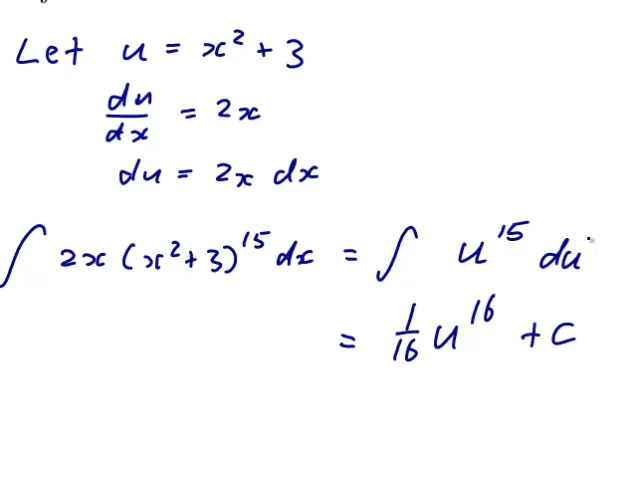 Let u = x² + 3
du/dx = 2x
du = 2x dx
∫ 2x (x² + 3)¹⁵ dx = ∫ u¹⁵ du
= 1/16 u¹⁶ + C